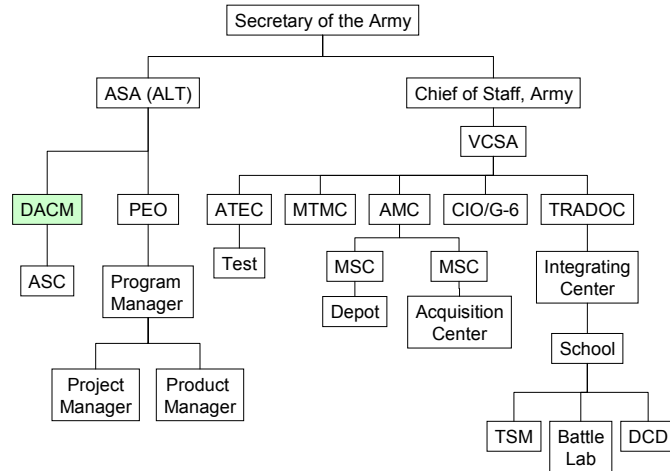 Secretary of the Army
ASA (ALT)
Chief of Staff, Army
VCSA
DACM
PEO
ATEC
MTMC
AMC
CIO/G-6
TRADOC
ASC
Program
Manager
Test
MSC
MSC
Integrating
Center
Depot
Acquisition
Center
School
Project
Manager
Product
Manager
TSM
Battle
Lab
DCD